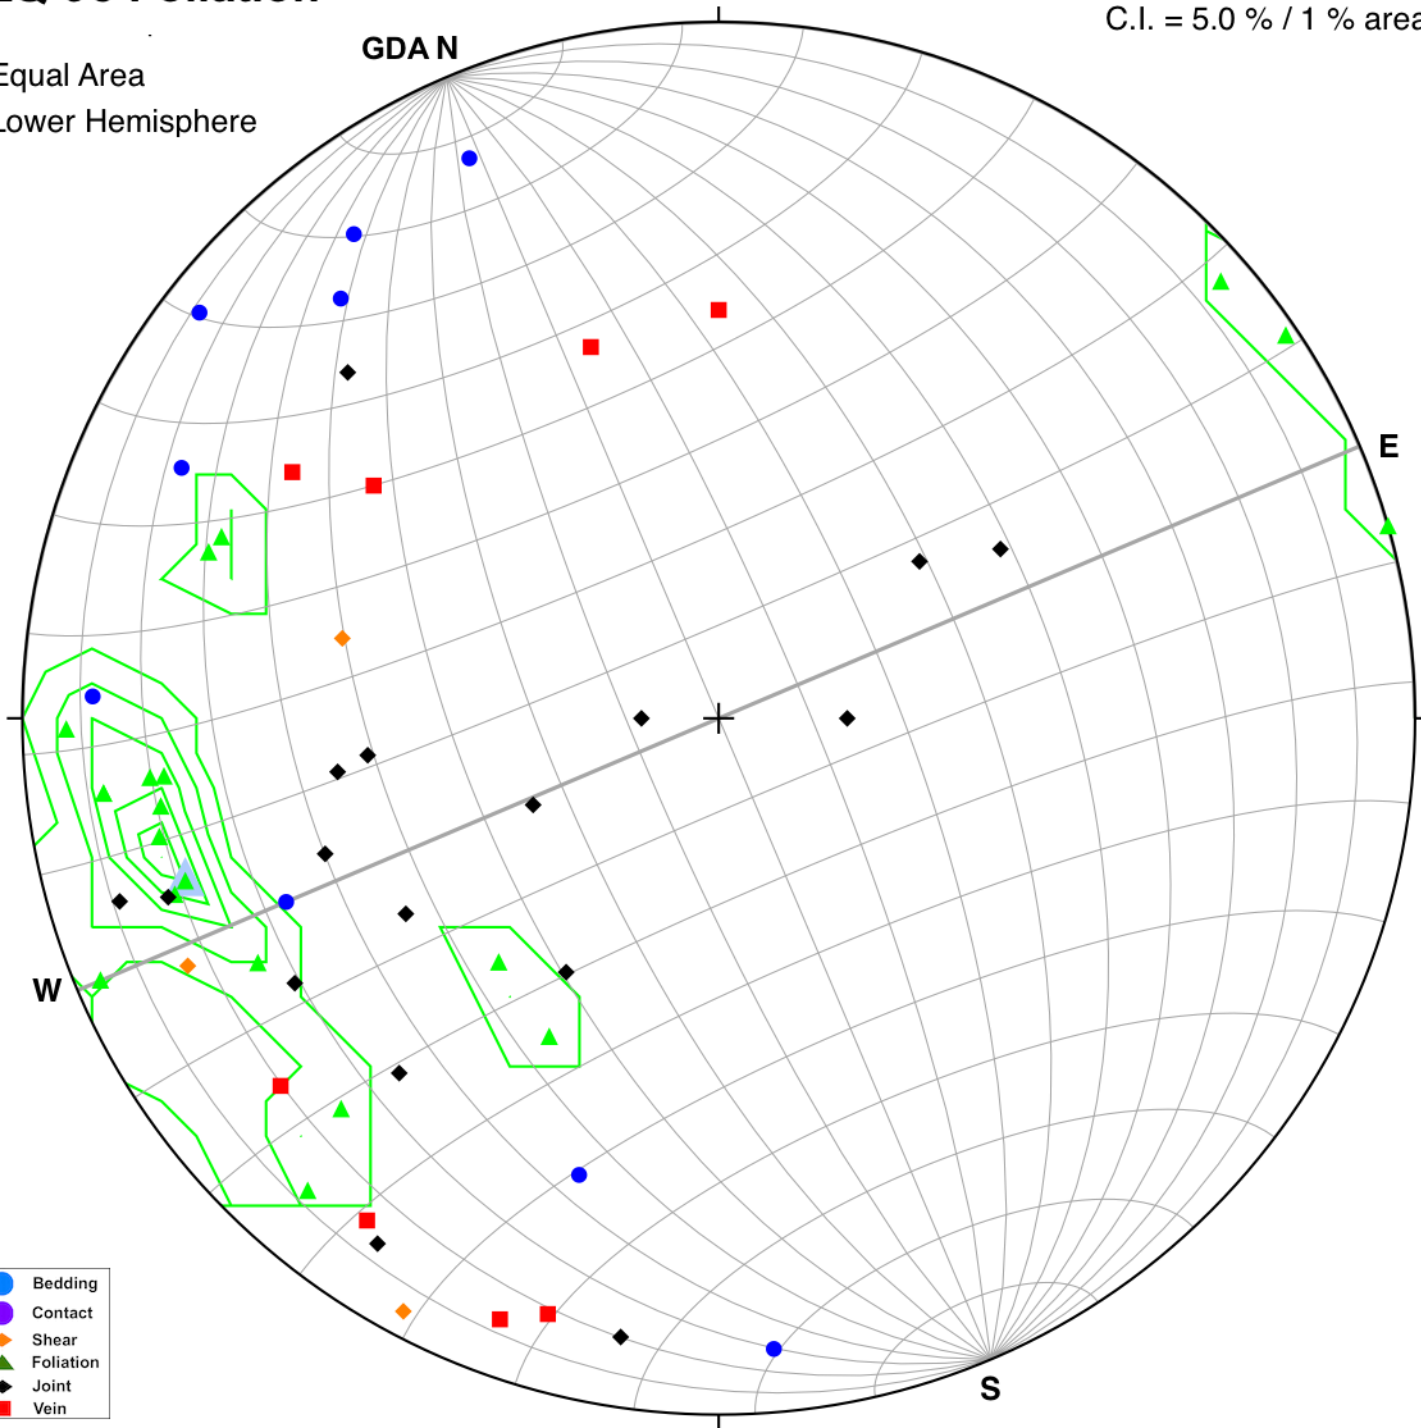 C.I. = 5.0 % / 1 % area
GDA N
Equal Area
Lower Hemisphere
E
W
S
Bedding
Contact
Shear
Foliation
Joint
Vein